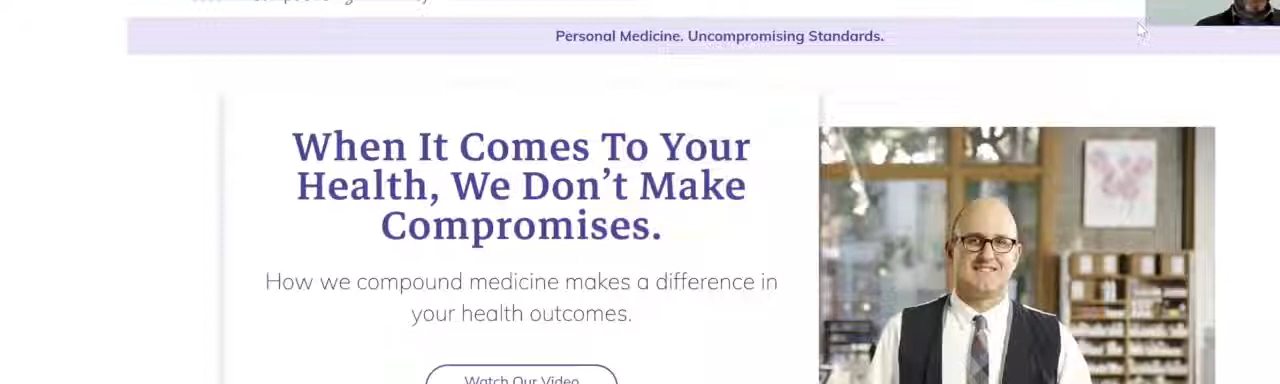 Personal Medicine. Uncompromising Standards.
When It Comes To Your
Health, We Don’t Make
Compromises.
How we compound medicine makes a difference in
your health outcomes.
Watch Our Video